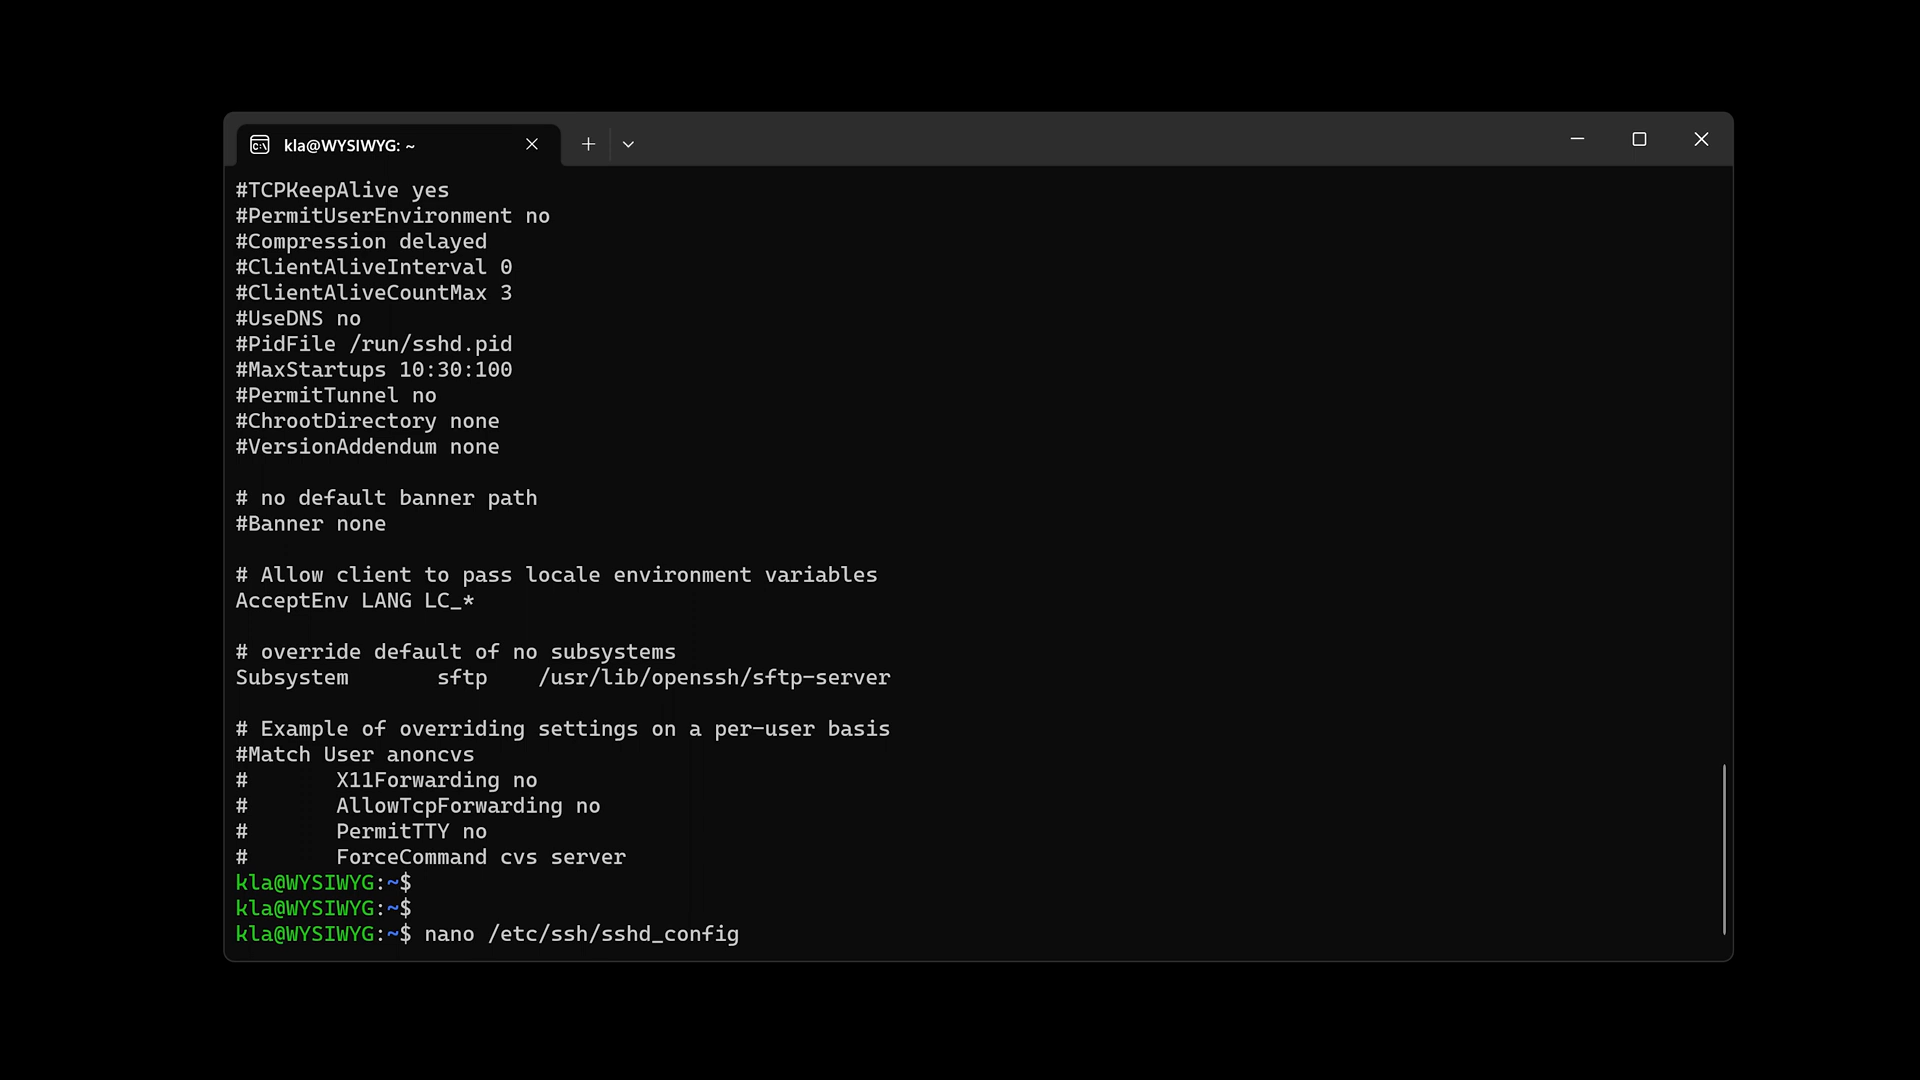 kla@WYSIWYG: ~
#TCPKeepAlive yes
#PermitUserEnvironment no
#Compression delayed
#ClientAliveInterval 0
#ClientAliveCountMax 3
#UseDNS no
#PidFile /run/sshd.pid
#MaxStartups 10:30:100
#PermitTunnel no
#ChrootDirectory none
#VersionAddendum none

# no default banner path
#Banner none

# Allow client to pass locale environment variables
AcceptEnv LANG LC_*

# override default of no subsystems
Subsystem       sftp    /usr/lib/openssh/sftp-server

# Example of overriding settings on a per-user basis
#Match User anoncvs
#       X11Forwarding no
#       AllowTcpForwarding no
#       PermitTTY no
#       ForceCommand cvs server
kla@WYSIWYG:~$
kla@WYSIWYG:~$
kla@WYSIWYG:~$ nano /etc/ssh/sshd_config